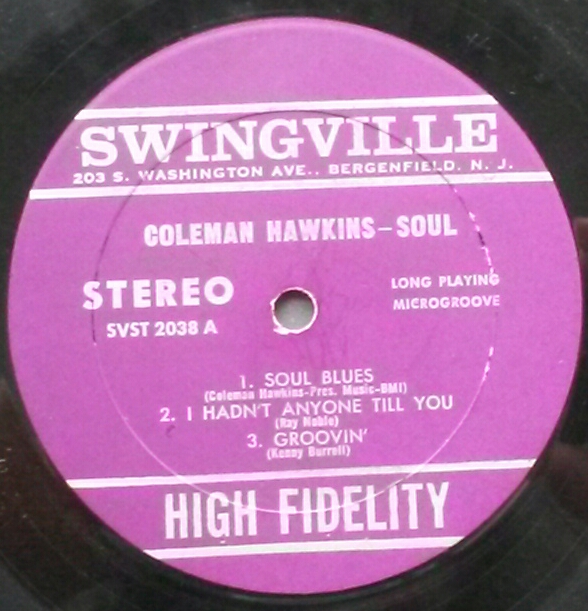 SWINGVILLE
203 S. WASHINGTON AVE., BERGENFIELD, N. J.
COLEMAN HAWKINS-SOUL
STEREO
SVST 2038 A
LONG PLAYING
MICROGROOVE
1. SOUL BLUES
(Coleman Hawkins-Pres. Music-BMI)
2. I HADN'T ANYONE TILL YOU
(Ray Noble)
3. GROOVIN'
(Kenny Burrell)
HIGH FIDELITY